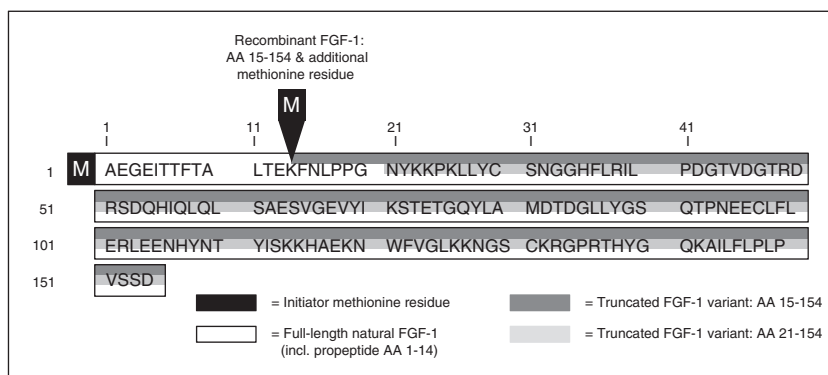 Recombinant FGF-1:
AA 15-154 & additional
methionine residue
M
1 11 21 31 41
1 M AEGEITTFTA LTEKFNLPPG NYKKPKLLYC SNGGHFLRIL PDGTVDGTRD
51 RSDQHIQLQL SAESVGEVYI KSTETGQYLA MDTDGLLYGS QTPNEECLFL
101 ERLEENHYNT YISKKHAEKN WFVGLKKNGS CKRGPRTHYG QKAILFLPLP
151 VSSD
= Initiator methionine residue
= Full-length natural FGF-1
(incl. propeptide AA 1-14)
= Truncated FGF-1 variant: AA 15-154
= Truncated FGF-1 variant: AA 21-154